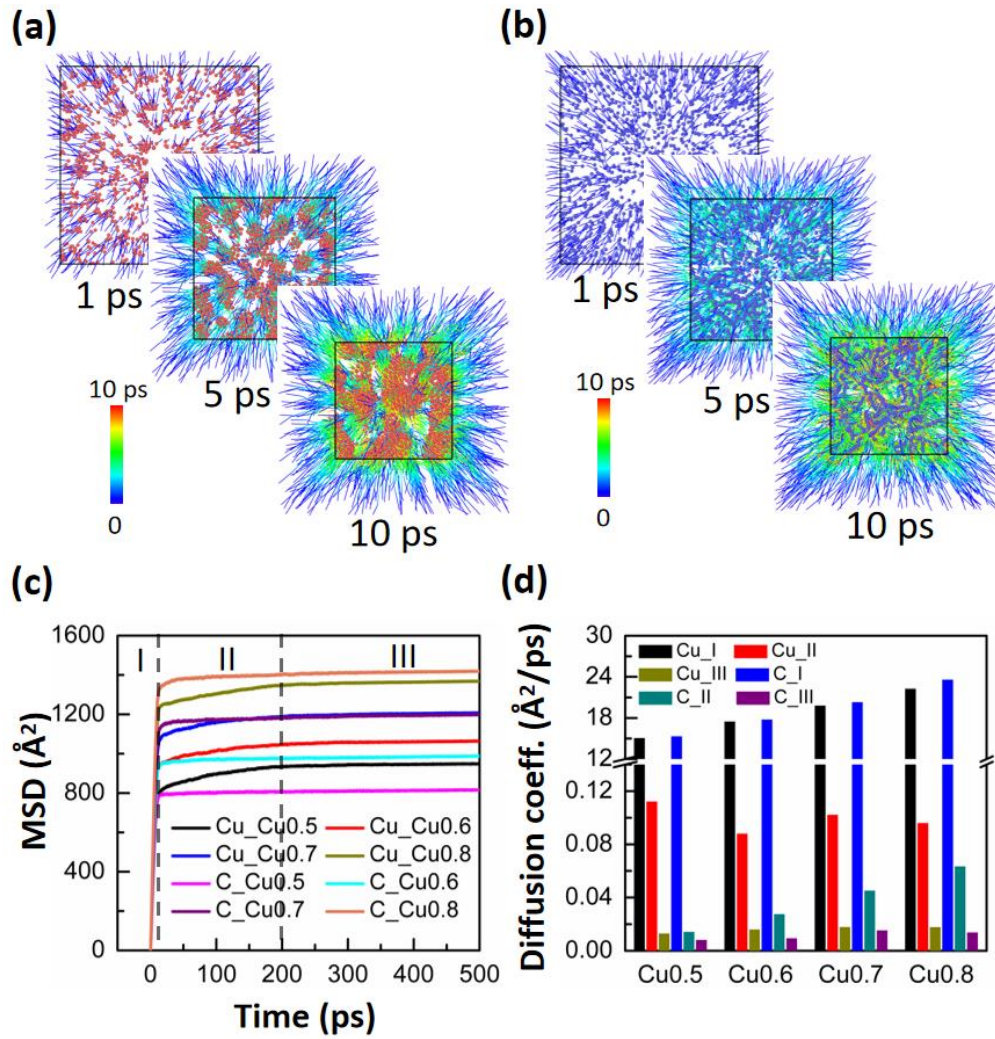 (a)
(b)
1 ps
1 ps
5 ps
5 ps
10 ps
0
10 ps
0
10 ps
10 ps
(c)
(d)
1600
1200
800
400
0
I
II
III
MSD (Å²)
Cu_Cu0.5
Cu_Cu0.6
Cu_Cu0.7
Cu_Cu0.8
C_Cu0.5
C_Cu0.6
C_Cu0.7
C_Cu0.8
0
100
200
300
400
500
Time (ps)
Diffusion coeff. (Å²/ps)
30
24
18
12
0.12
0.08
0.04
0.00
Cu_I
Cu_II
Cu_III
C_I
C_II
C_III
Cu0.5
Cu0.6
Cu0.7
Cu0.8